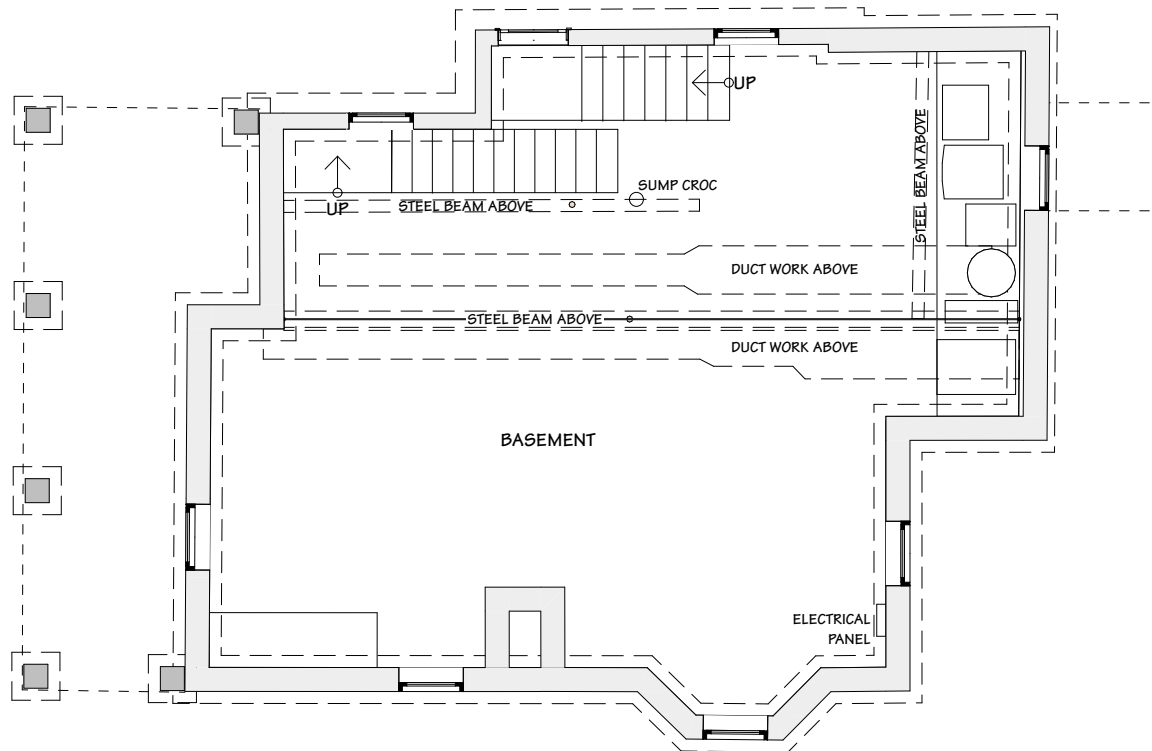 UP
SUMP CROC
UP
STEEL BEAM ABOVE
STEEL BEAM ABOVE
DUCT WORK ABOVE
STEEL BEAM ABOVE
DUCT WORK ABOVE
BASEMENT
ELECTRICAL
PANEL